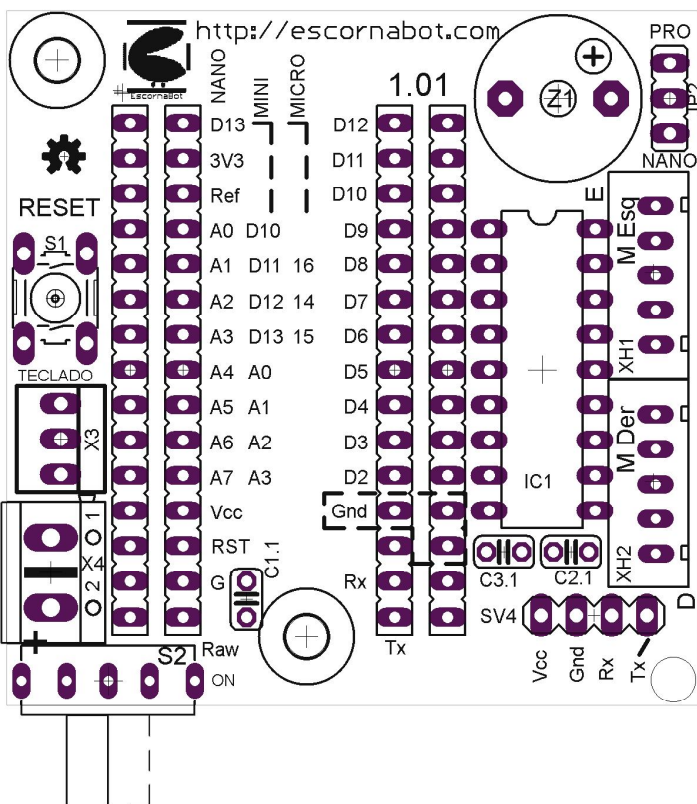 http://escornabot.com
PRO
JP2
NANO
EscornaBot
NANO
MINI
MICRO
1.01
+
Z1
D13
D12
3V3
D11
Ref
D10
RESET
S1
A0 D10
D9
A1 D11 16
D8
A2 D12 14
D7
A3 D13 15
D6
A4 A0
D5
A5 A1
D4
A6 A2
D3
A7 A3
D2
Vcc
Gnd
RST
G
Rx
Raw
Tx
E
M Esq
XH1
M Der
XH2
D
IC1
TECLADO
X3
1
X4
2
+
C1.1
C3.1
C2.1
SV4
Vcc
Gnd
Rx
Tx
S2
ON